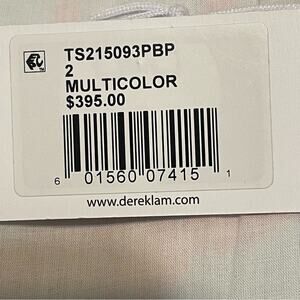 TS215093PBP
2
MULTICOLOR
$395.00
6 01560 07415 1
www.dereklam.com